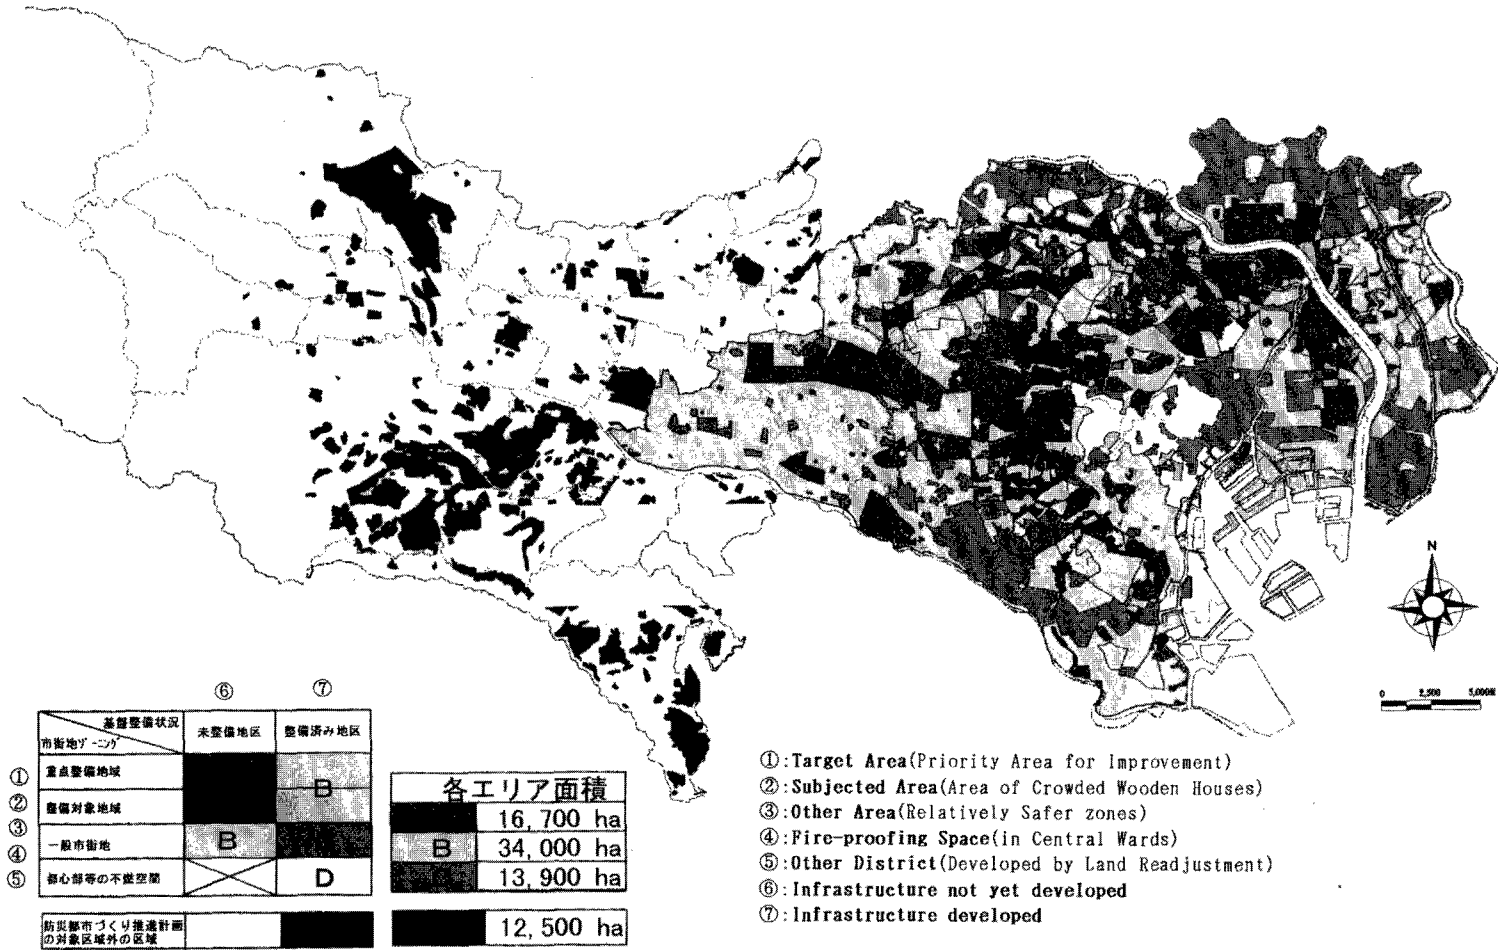 N
0 2,500 5,000m
⑥ ⑦
基盤整備状況
市街地ゾーニング
未整備地区 整備済み地区
① 重点整備地域
B
② 整備対象地域
③
④ 一般市街地 B
⑤ 都心部等の不燃空間 D
防災都市づくり推進計画
の対象区域外の区域
各エリア面積
16,700 ha
B 34,000 ha
13,900 ha
12,500 ha
①:Target Area(Priority Area for Improvement)
②:Subjected Area(Area of Crowded Wooden Houses)
③:Other Area(Relatively Safer zones)
④:Fire-proofing Space(in Central Wards)
⑤:Other District(Developed by Land Readjustment)
⑥:Infrastructure not yet developed
⑦:Infrastructure developed